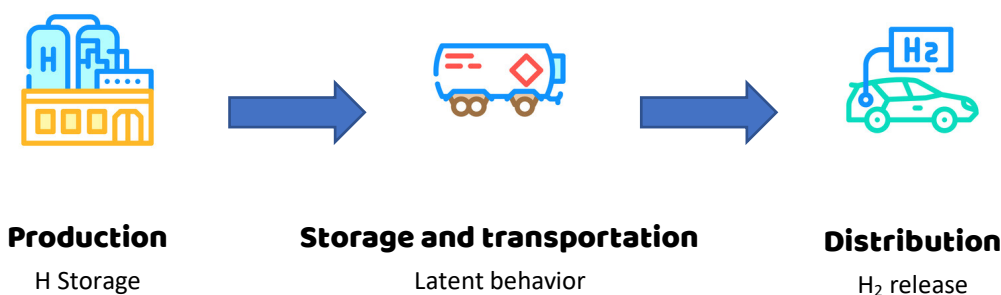 H
H2
Production
Storage and transportation
Distribution
H Storage
Latent behavior
H₂ release